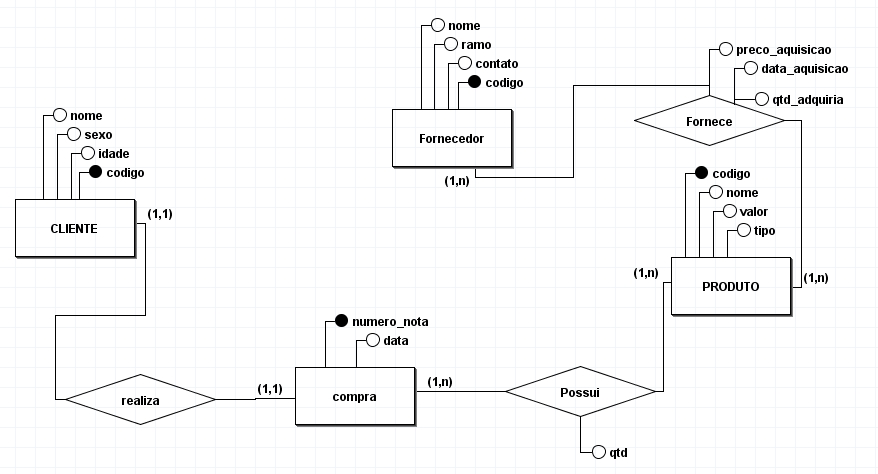 nome
ramo
contato
codigo
Fornecedor
(1,n)
preco_aquisicao
data_aquisicao
qtd_adquiria
Fornece
nome
sexo
idade
codigo
CLIENTE
(1,1)
codigo
nome
valor
tipo
(1,n)
PRODUTO
(1,n)
numero_nota
data
realiza
(1,1)
compra
(1,n)
Possui
qtd